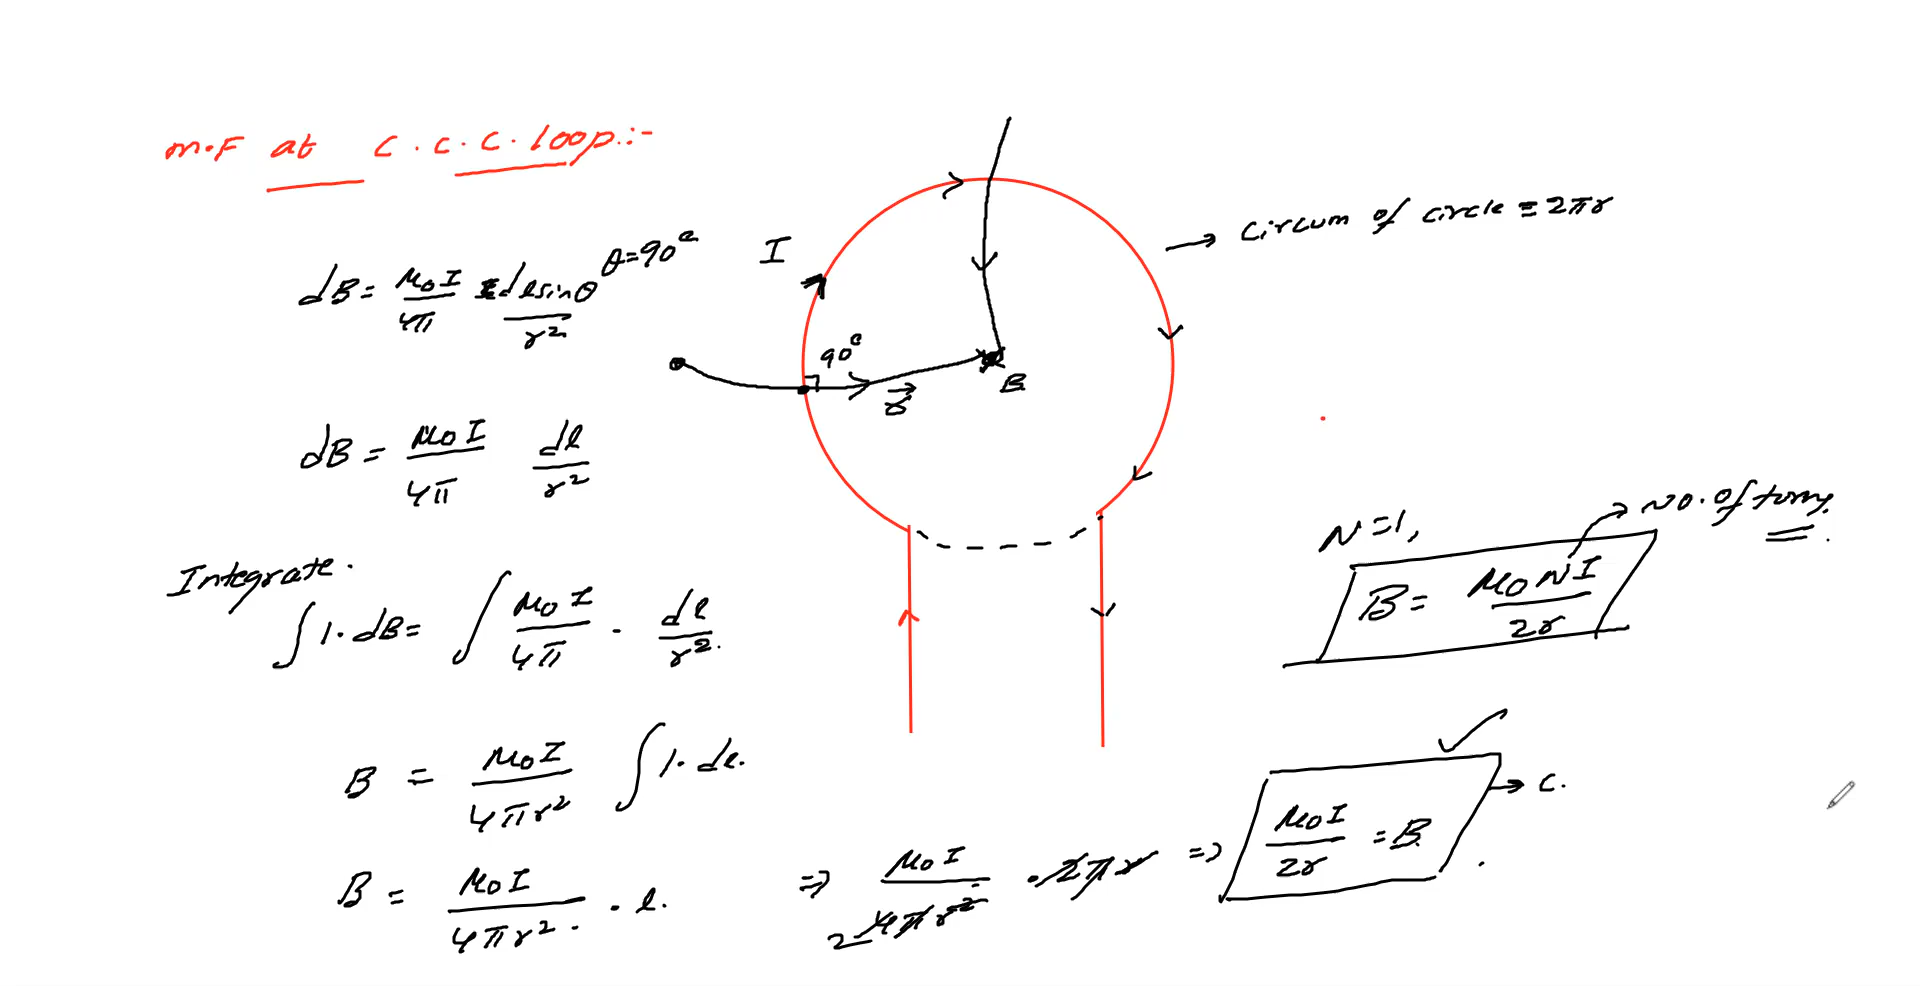 M.F at C.C.C. loop:-
dB = μ₀I/4π dl sinθ/r² θ=90°
dB = μ₀I/4π dl/r²
Integrate.
∫1.dB = ∫ μ₀I/4π . dl/r².
B = μ₀I/4πr² ∫1.dl.
B = μ₀I/4πr² . l.
⇒ μ₀I/4πr² . 2πr ⇒ μ₀I/2r = B → C.
2
I
90°
r⃗
B
→ Circum of circle = 2πr
N=1, → No. of turns.
B = μ₀NI/2r